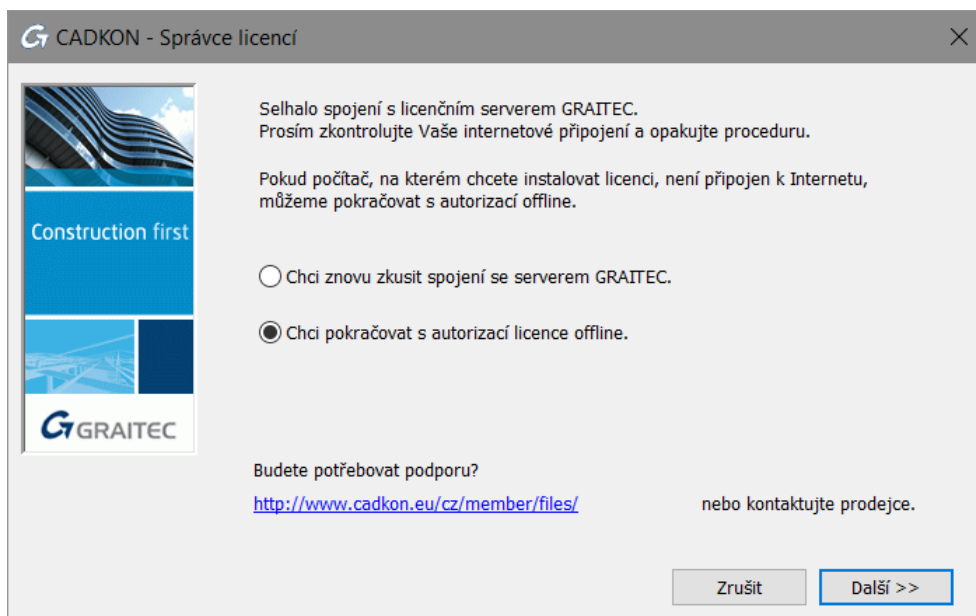 CADKON - Správce licencí
Selhalo spojení s licenčním serverem GRAITEC.
Prosím zkontrolujte Vaše internetové připojení a opakujte proceduru.
Pokud počítač, na kterém chcete instalovat licenci, není připojen k Internetu,
můžeme pokračovat s autorizací offline.
Construction first
Chci znovu zkusit spojení se serverem GRAITEC.
Chci pokračovat s autorizací licence offline.
GRAITEC
Budete potřebovat podporu?
http://www.cadkon.eu/cz/member/files/ nebo kontaktujte prodejce.
Zrušit Další >>